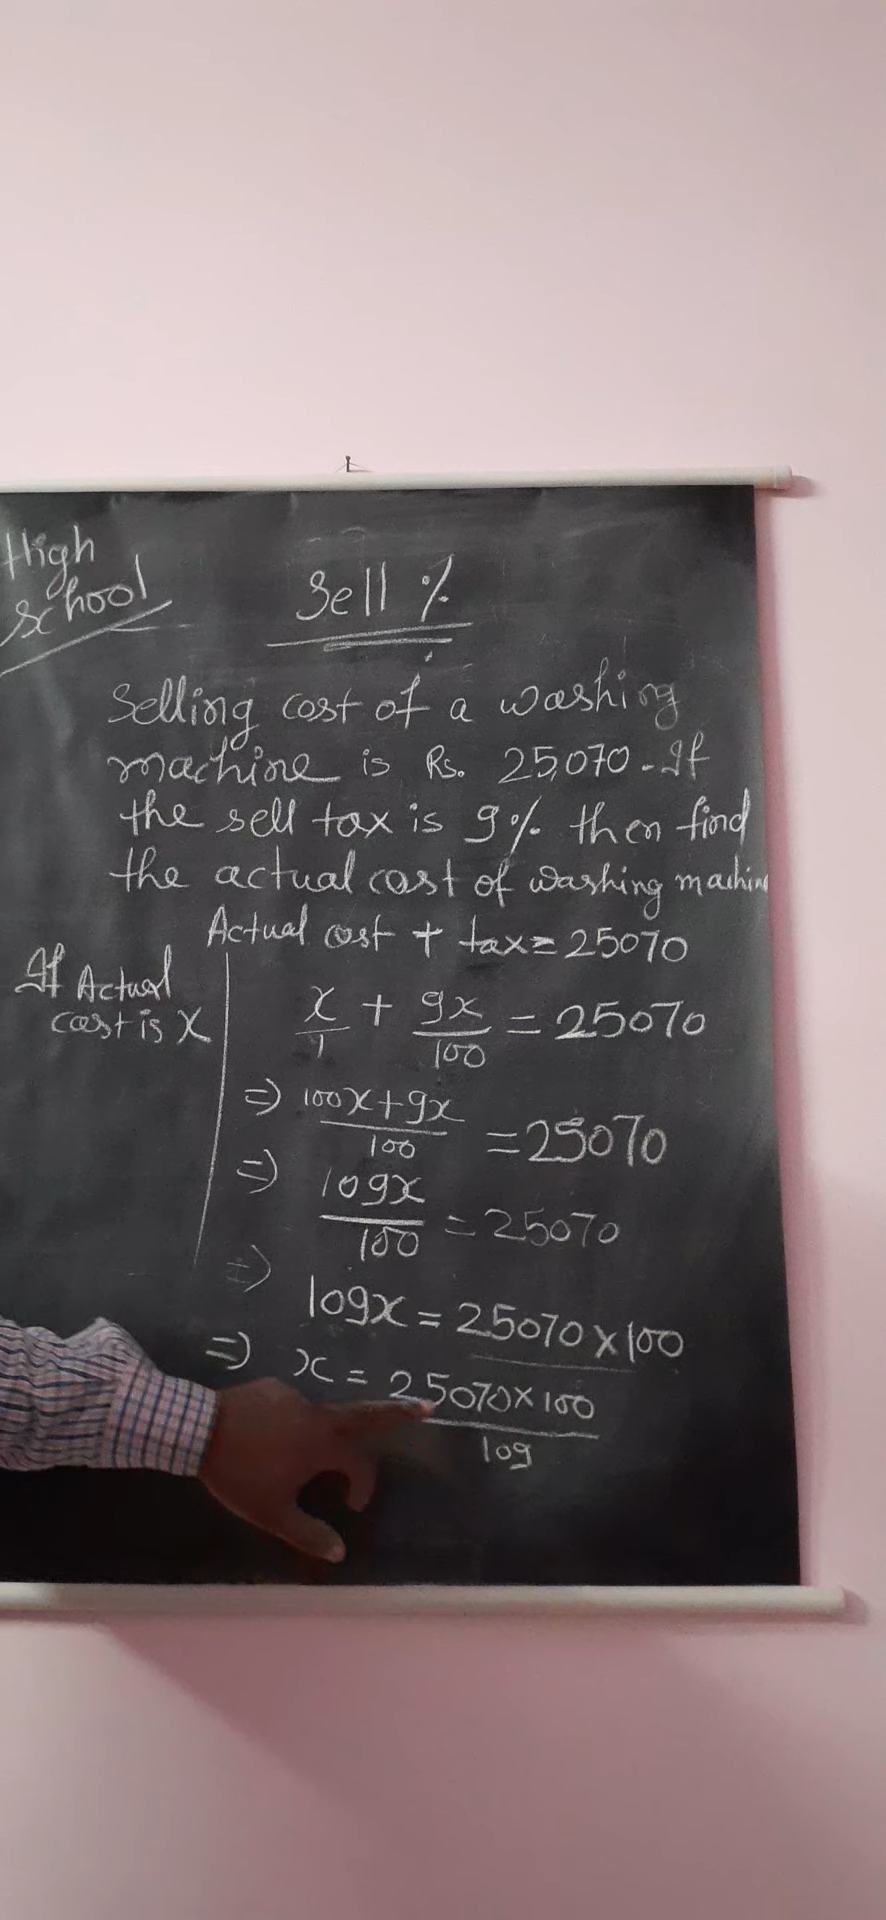 High
School
Sell %
Selling cost of a washing
machine is Rs. 25,070. If
the sell tax is 9% then find
the actual cost of washing machine
Actual cost + tax = 25070
If Actual
cost is X
x/1 + 9x/100 = 25070
=> 100x+9x/100 = 25070
=> 109x/100 = 25070
=> 109x = 25070 x 100
=> x = 25070 x 100/109